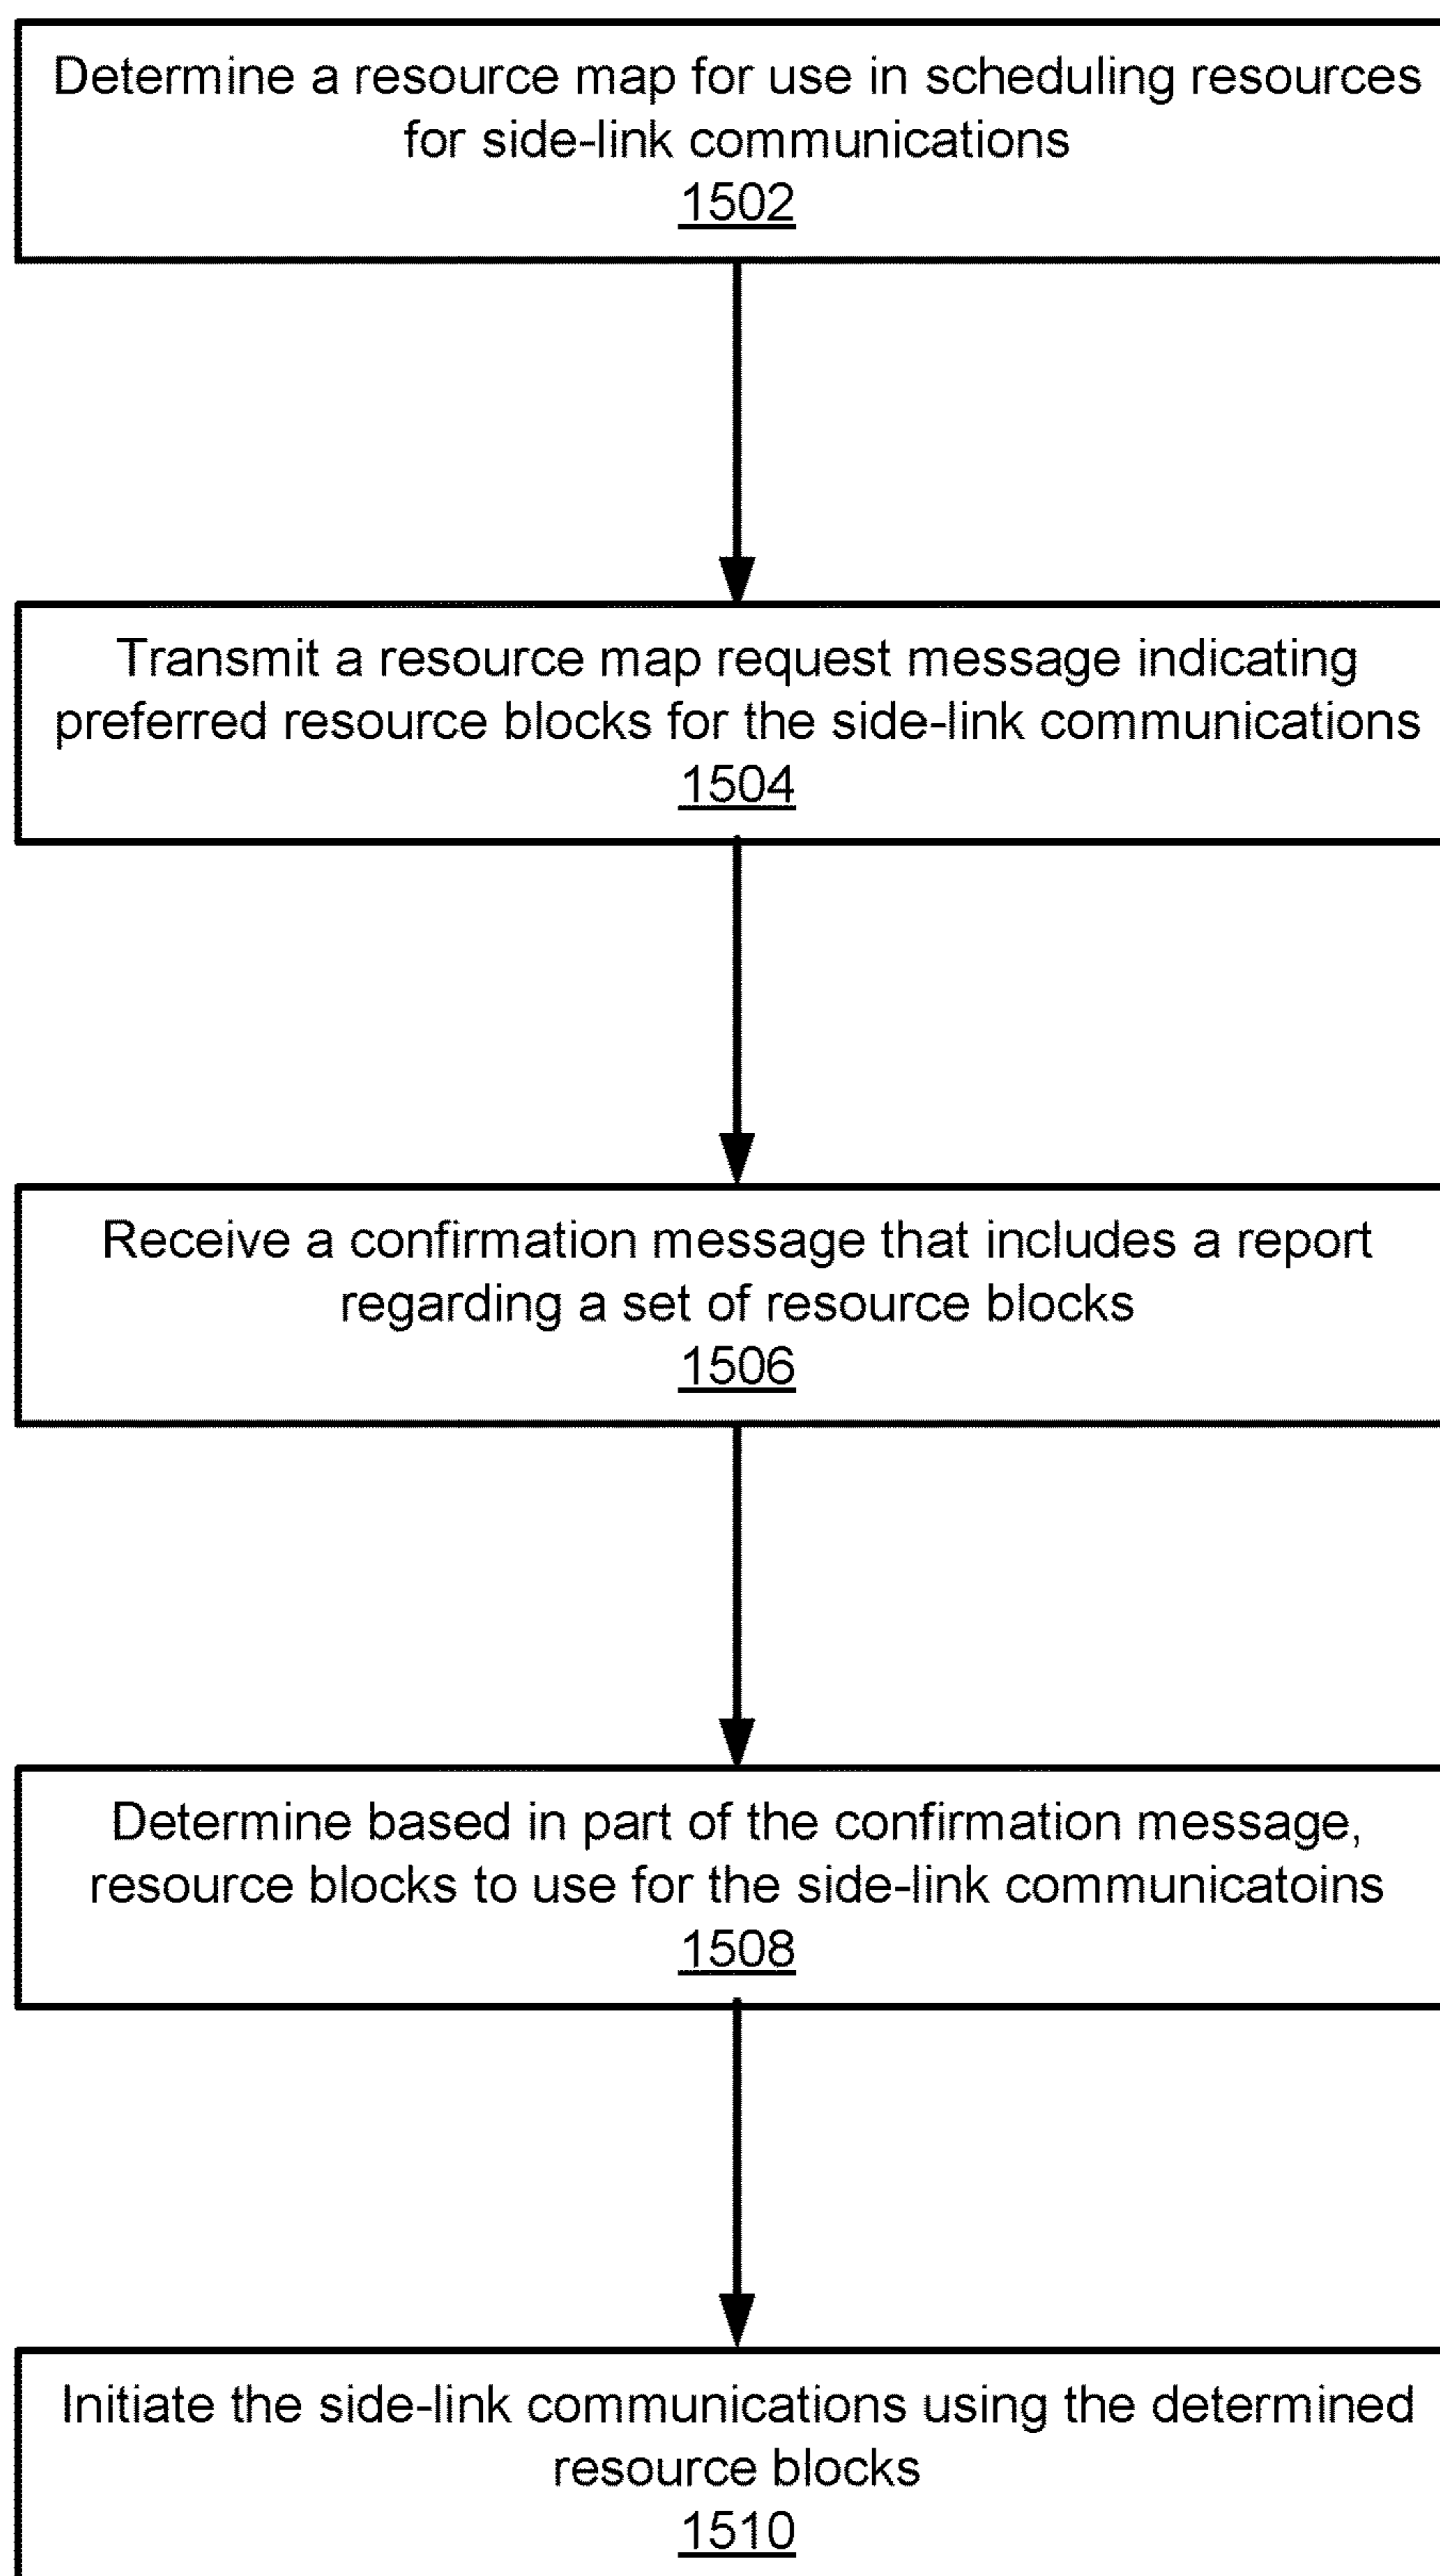 Determine a resource map for use in scheduling resources
for side-link communications
1502
Transmit a resource map request message indicating
preferred resource blocks for the side-link communications
1504
Receive a confirmation message that includes a report
regarding a set of resource blocks
1506
Determine based in part of the confirmation message,
resource blocks to use for the side-link communicatoins
1508
Initiate the side-link communications using the determined
resource blocks
1510